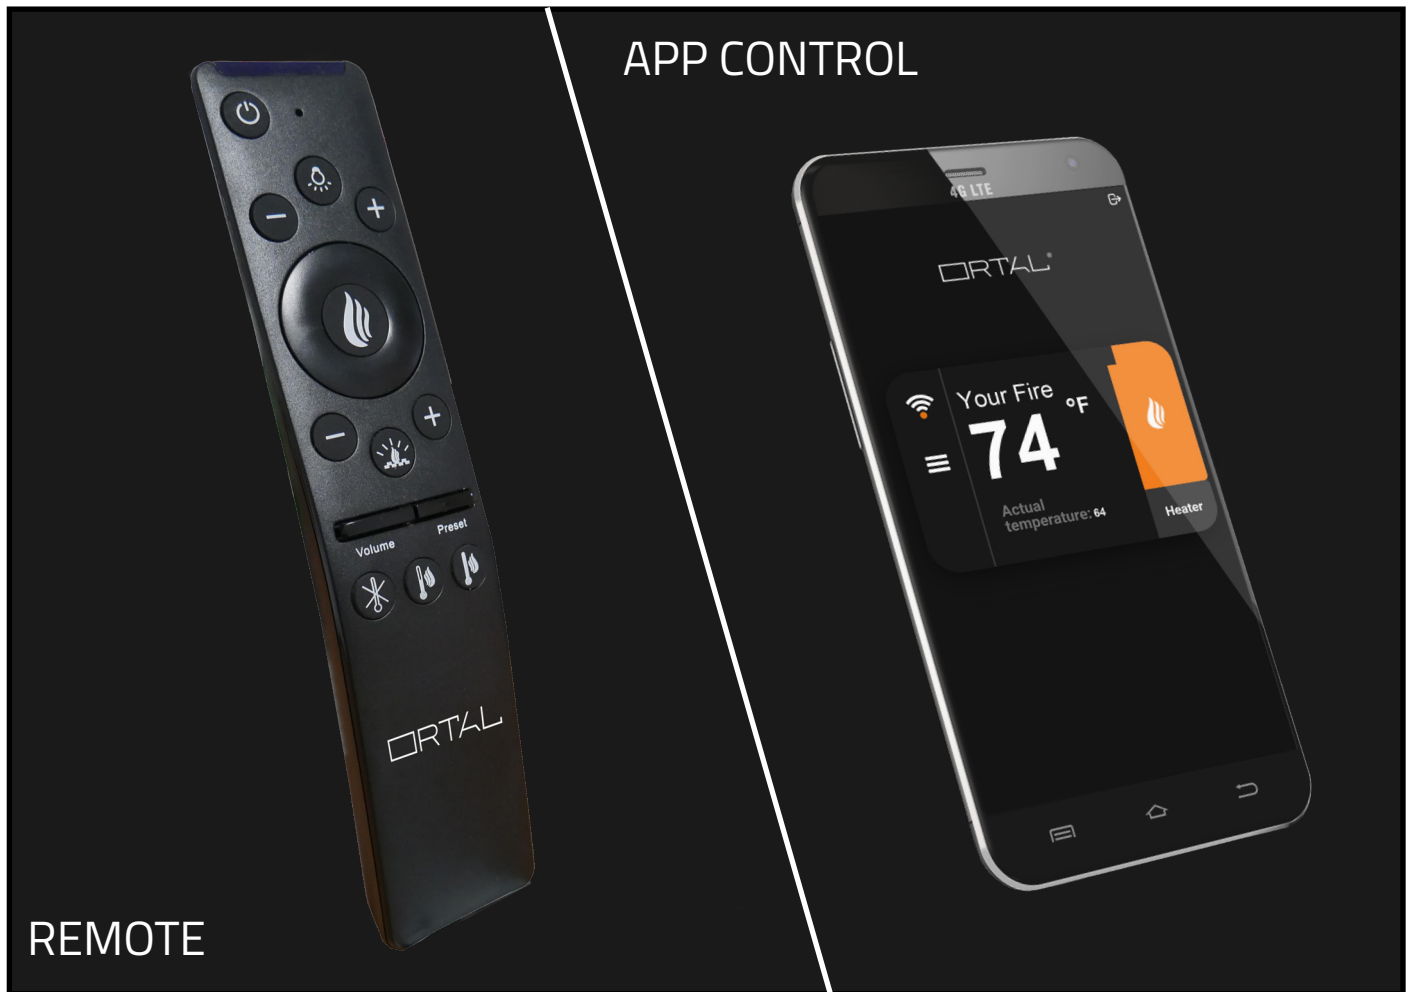 APP CONTROL
4G LTE
ORTAL®
Your Fire
74 °F
Actual
temperature: 64
Heater
Volume
Preset
ORTAL
REMOTE